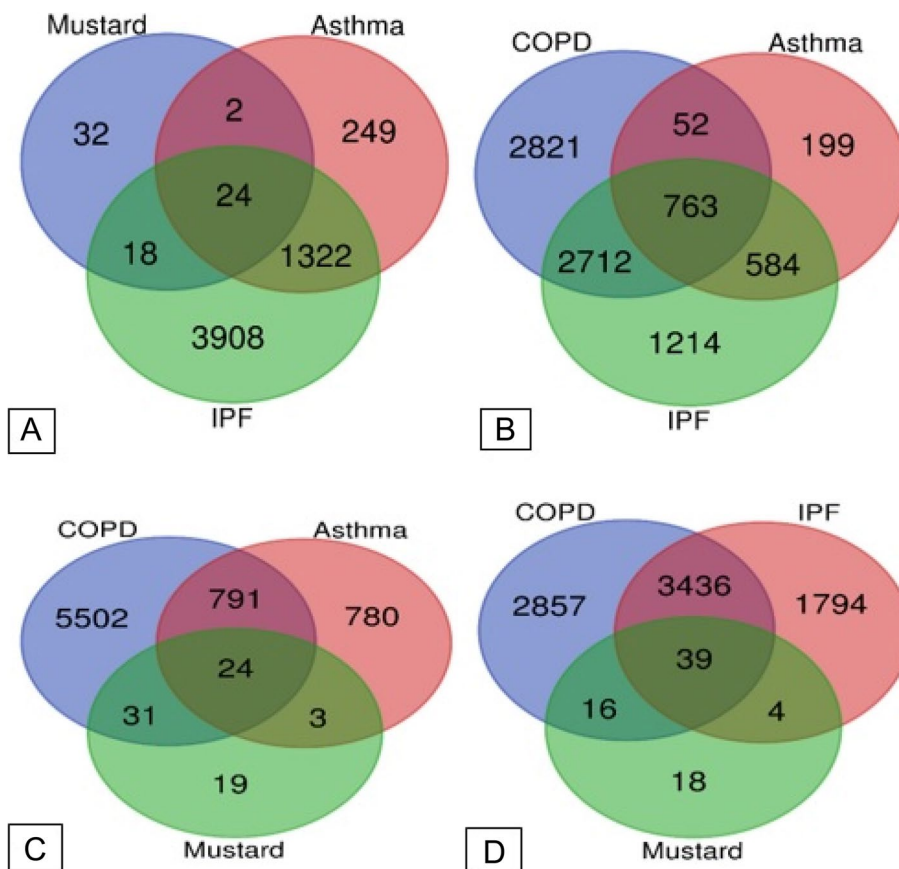 Mustard Asthma
32 2 249
24
18 1322
3908
A IPF
COPD Asthma
2821 52 199
763
2712 584
1214
B IPF
COPD Asthma
5502 791 780
24
31 3
19
C Mustard
COPD IPF
2857 3436 1794
39
16 4
18
D Mustard